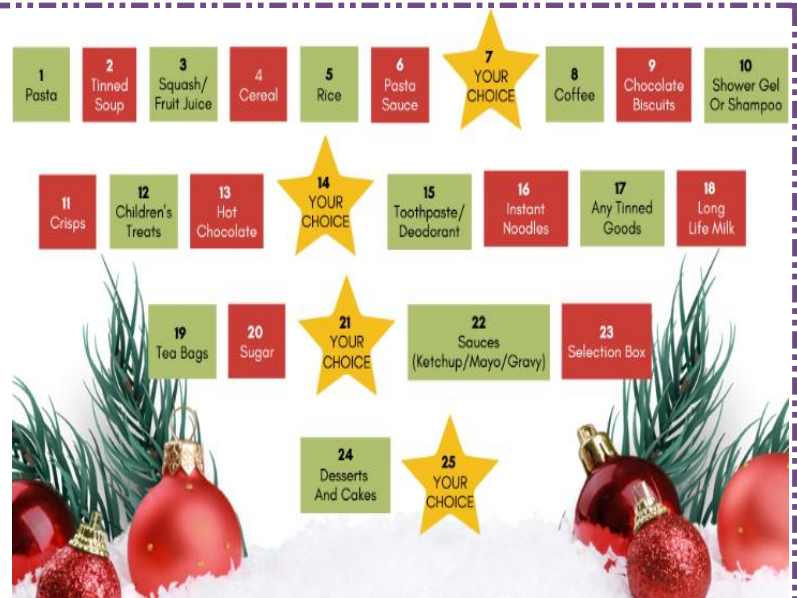 1
Pasta
2
Tinned
Soup
3
Squash/
Fruit Juice
4
Cereal
5
Rice
6
Pasta
Sauce
7
YOUR
CHOICE
8
Coffee
9
Chocolate
Biscuits
10
Shower Gel
Or Shampoo
11
Crisps
12
Children's
Treats
13
Hot
Chocolate
14
YOUR
CHOICE
15
Toothpaste/
Deodorant
16
Instant
Noodles
17
Any Tinned
Goods
18
Long
Life Milk
19
Tea Bags
20
Sugar
21
YOUR
CHOICE
22
Sauces
(Ketchup/Mayo/Gravy)
23
Selection Box
24
Desserts
And Cakes
25
YOUR
CHOICE